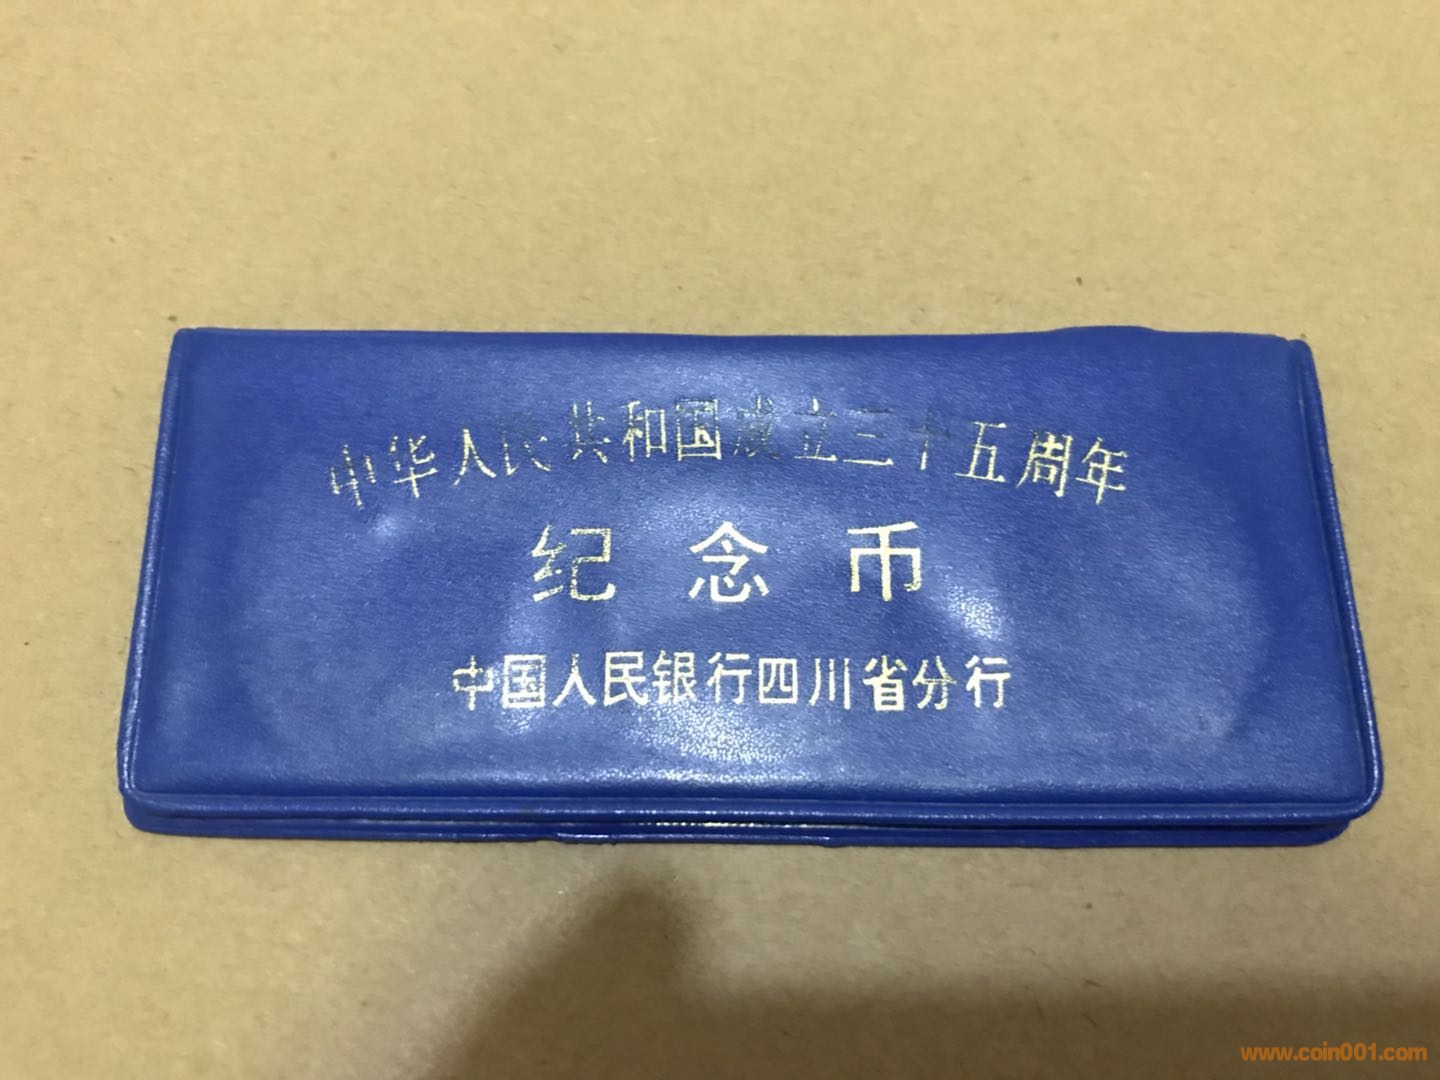 中华人民共和国成立三十五周年
纪念币
中国人民银行四川省分行
www.coin001.com